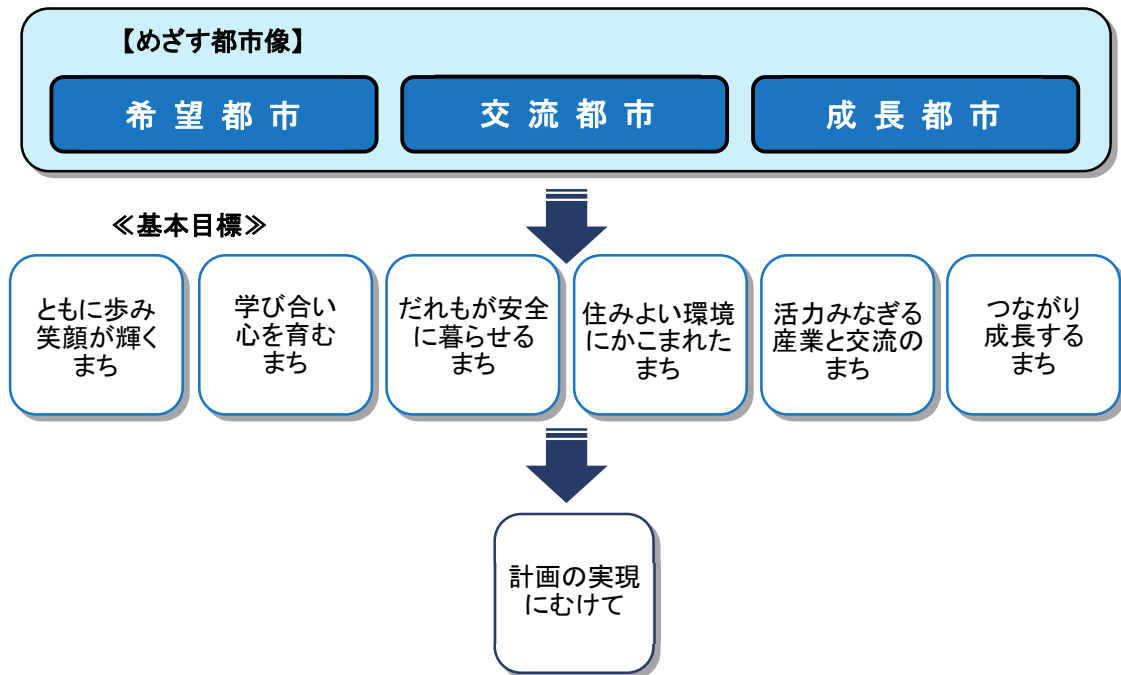 【めざす都市像】
希望都市
交流都市
成長都市
≪基本目標≫
ともに歩み
笑顔が輝く
まち
学び合い
心を育む
まち
だれもが安全
に暮らせる
まち
住みよい環境
にかこまれた
まち
活力みなぎる
産業と交流の
まち
つながり
成長する
まち
計画の実現
にむけて